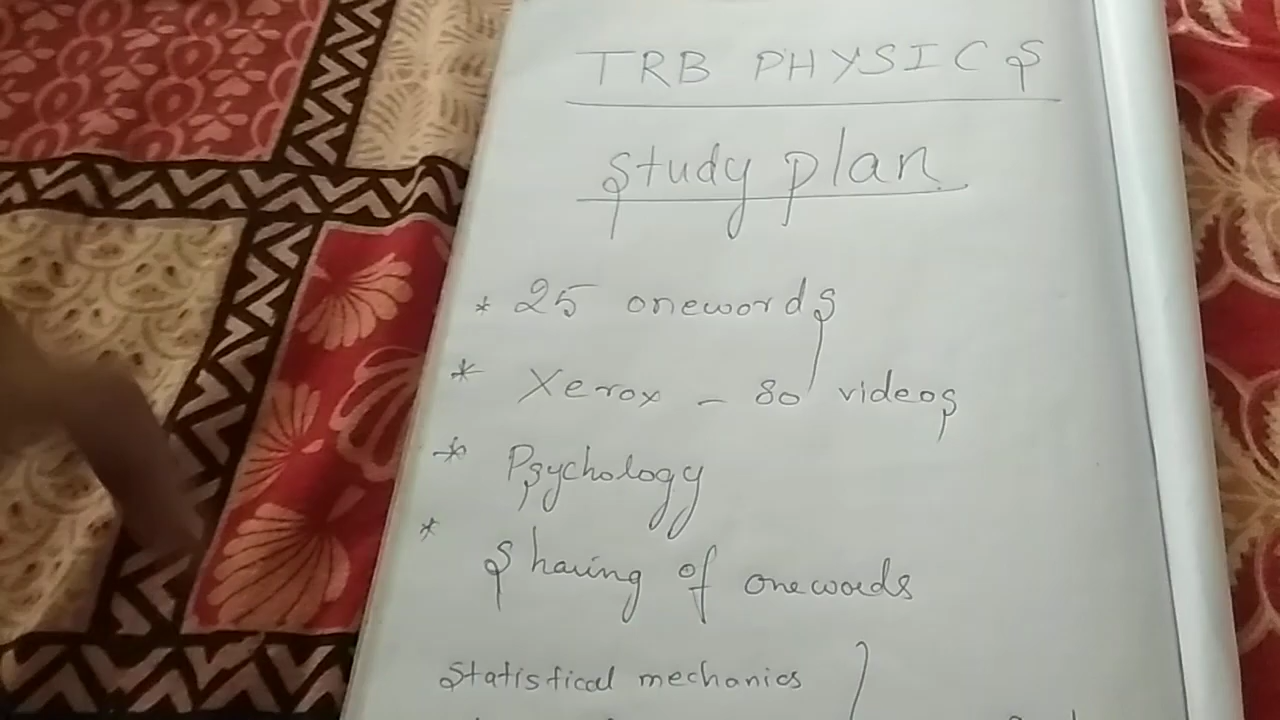 TRB PHYSICS
Study plan
* 25 onewords
* Xerox - 80 videos
* Psychology
* Sharing of onewords
Statistical mechanics